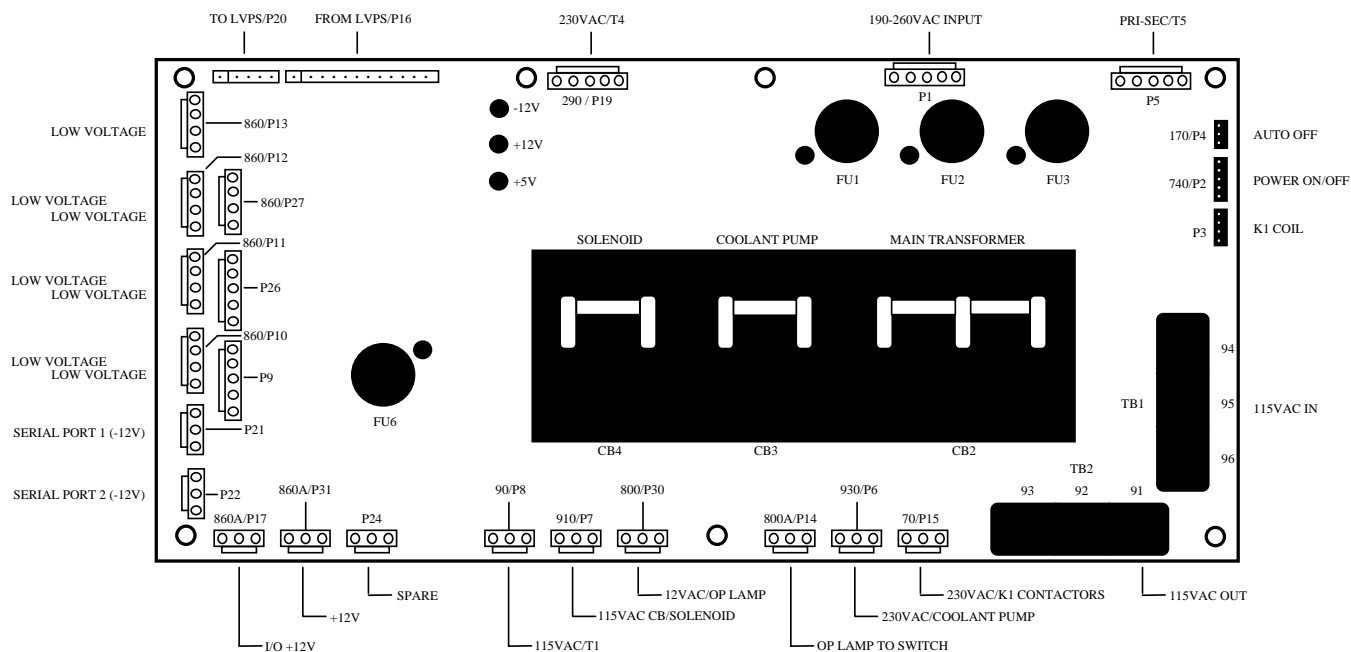 TO LVPS/P20
FROM LVPS/P16
230VAC/T4
190-260VAC INPUT
PRI-SEC/T5
290 / P19
P1
P5
LOW VOLTAGE
860/P13
-12V
+12V
+5V
FU1
FU2
FU3
170/P4
AUTO OFF
740/P2
POWER ON/OFF
P3
K1 COIL
860/P12
LOW VOLTAGE
LOW VOLTAGE
860/P27
860/P11
LOW VOLTAGE
LOW VOLTAGE
P26
860/P10
LOW VOLTAGE
LOW VOLTAGE
P9
SOLENOID
COOLANT PUMP
MAIN TRANSFORMER
FU6
CB4
CB3
CB2
94
TB1
95
115VAC IN
96
SERIAL PORT 1 (-12V)
P21
SERIAL PORT 2 (-12V)
P22
TB2
93
92
91
860A/P17
860A/P31
P24
90/P8
910/P7
800/P30
800A/P14
930/P6
70/P15
SPARE
12VAC/OP LAMP
230VAC/K1 CONTACTORS
115VAC OUT
+12V
115VAC CB/SOLENOID
230VAC/COOLANT PUMP
I/O +12V
115VAC/T1
OP LAMP TO SWITCH